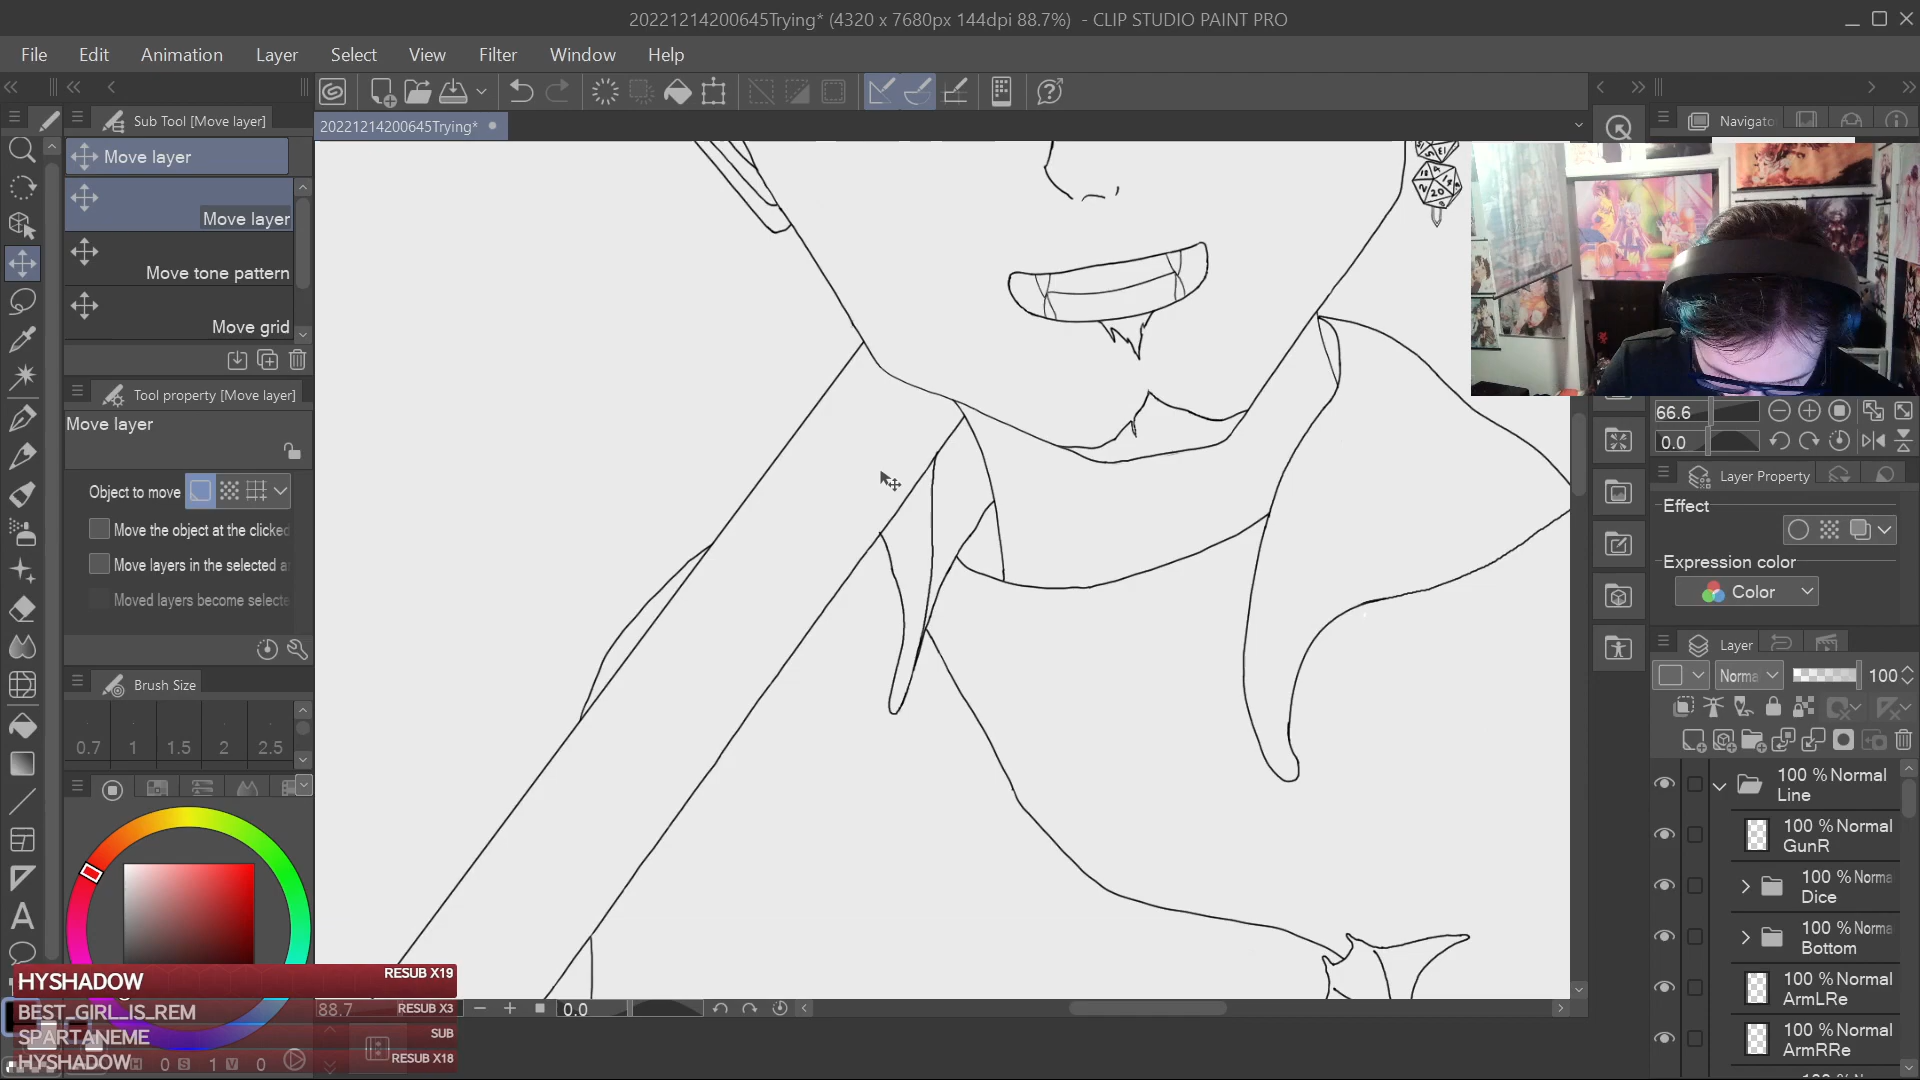 20221214200645Trying* (4320 x 7680px 144dpi 88.7%) - CLIP STUDIO PAINT PRO
File Edit Animation Layer Select View Filter Window Help
Sub Tool [Move layer]
Move layer
Move layer
Move tone pattern
Move grid
Tool property [Move layer]
Move layer
Object to move
Move the object at the clicked
Move layers in the selected
Moved layers become selecte
Brush Size
0.7 1 1.5 2 2.5
20221214200645Trying*
20
Navigato
66.6
0.0
Layer Property
Effect
Expression color
Color
Layer
Norma 100
100 % Normal
Line
100 % Normal
GunR
100 % Norma
Dice
100 % Norma
Bottom
100 % Normal
ArmLRe
100 % Normal
ArmRRe
HYSHADOW RESUB X19
BEST_GIRL_IS_REM RESUB X3
SPARTANEME SUB
HYSHADOW RESUB X18
H 0 S 1 V 0
88.7 0.0